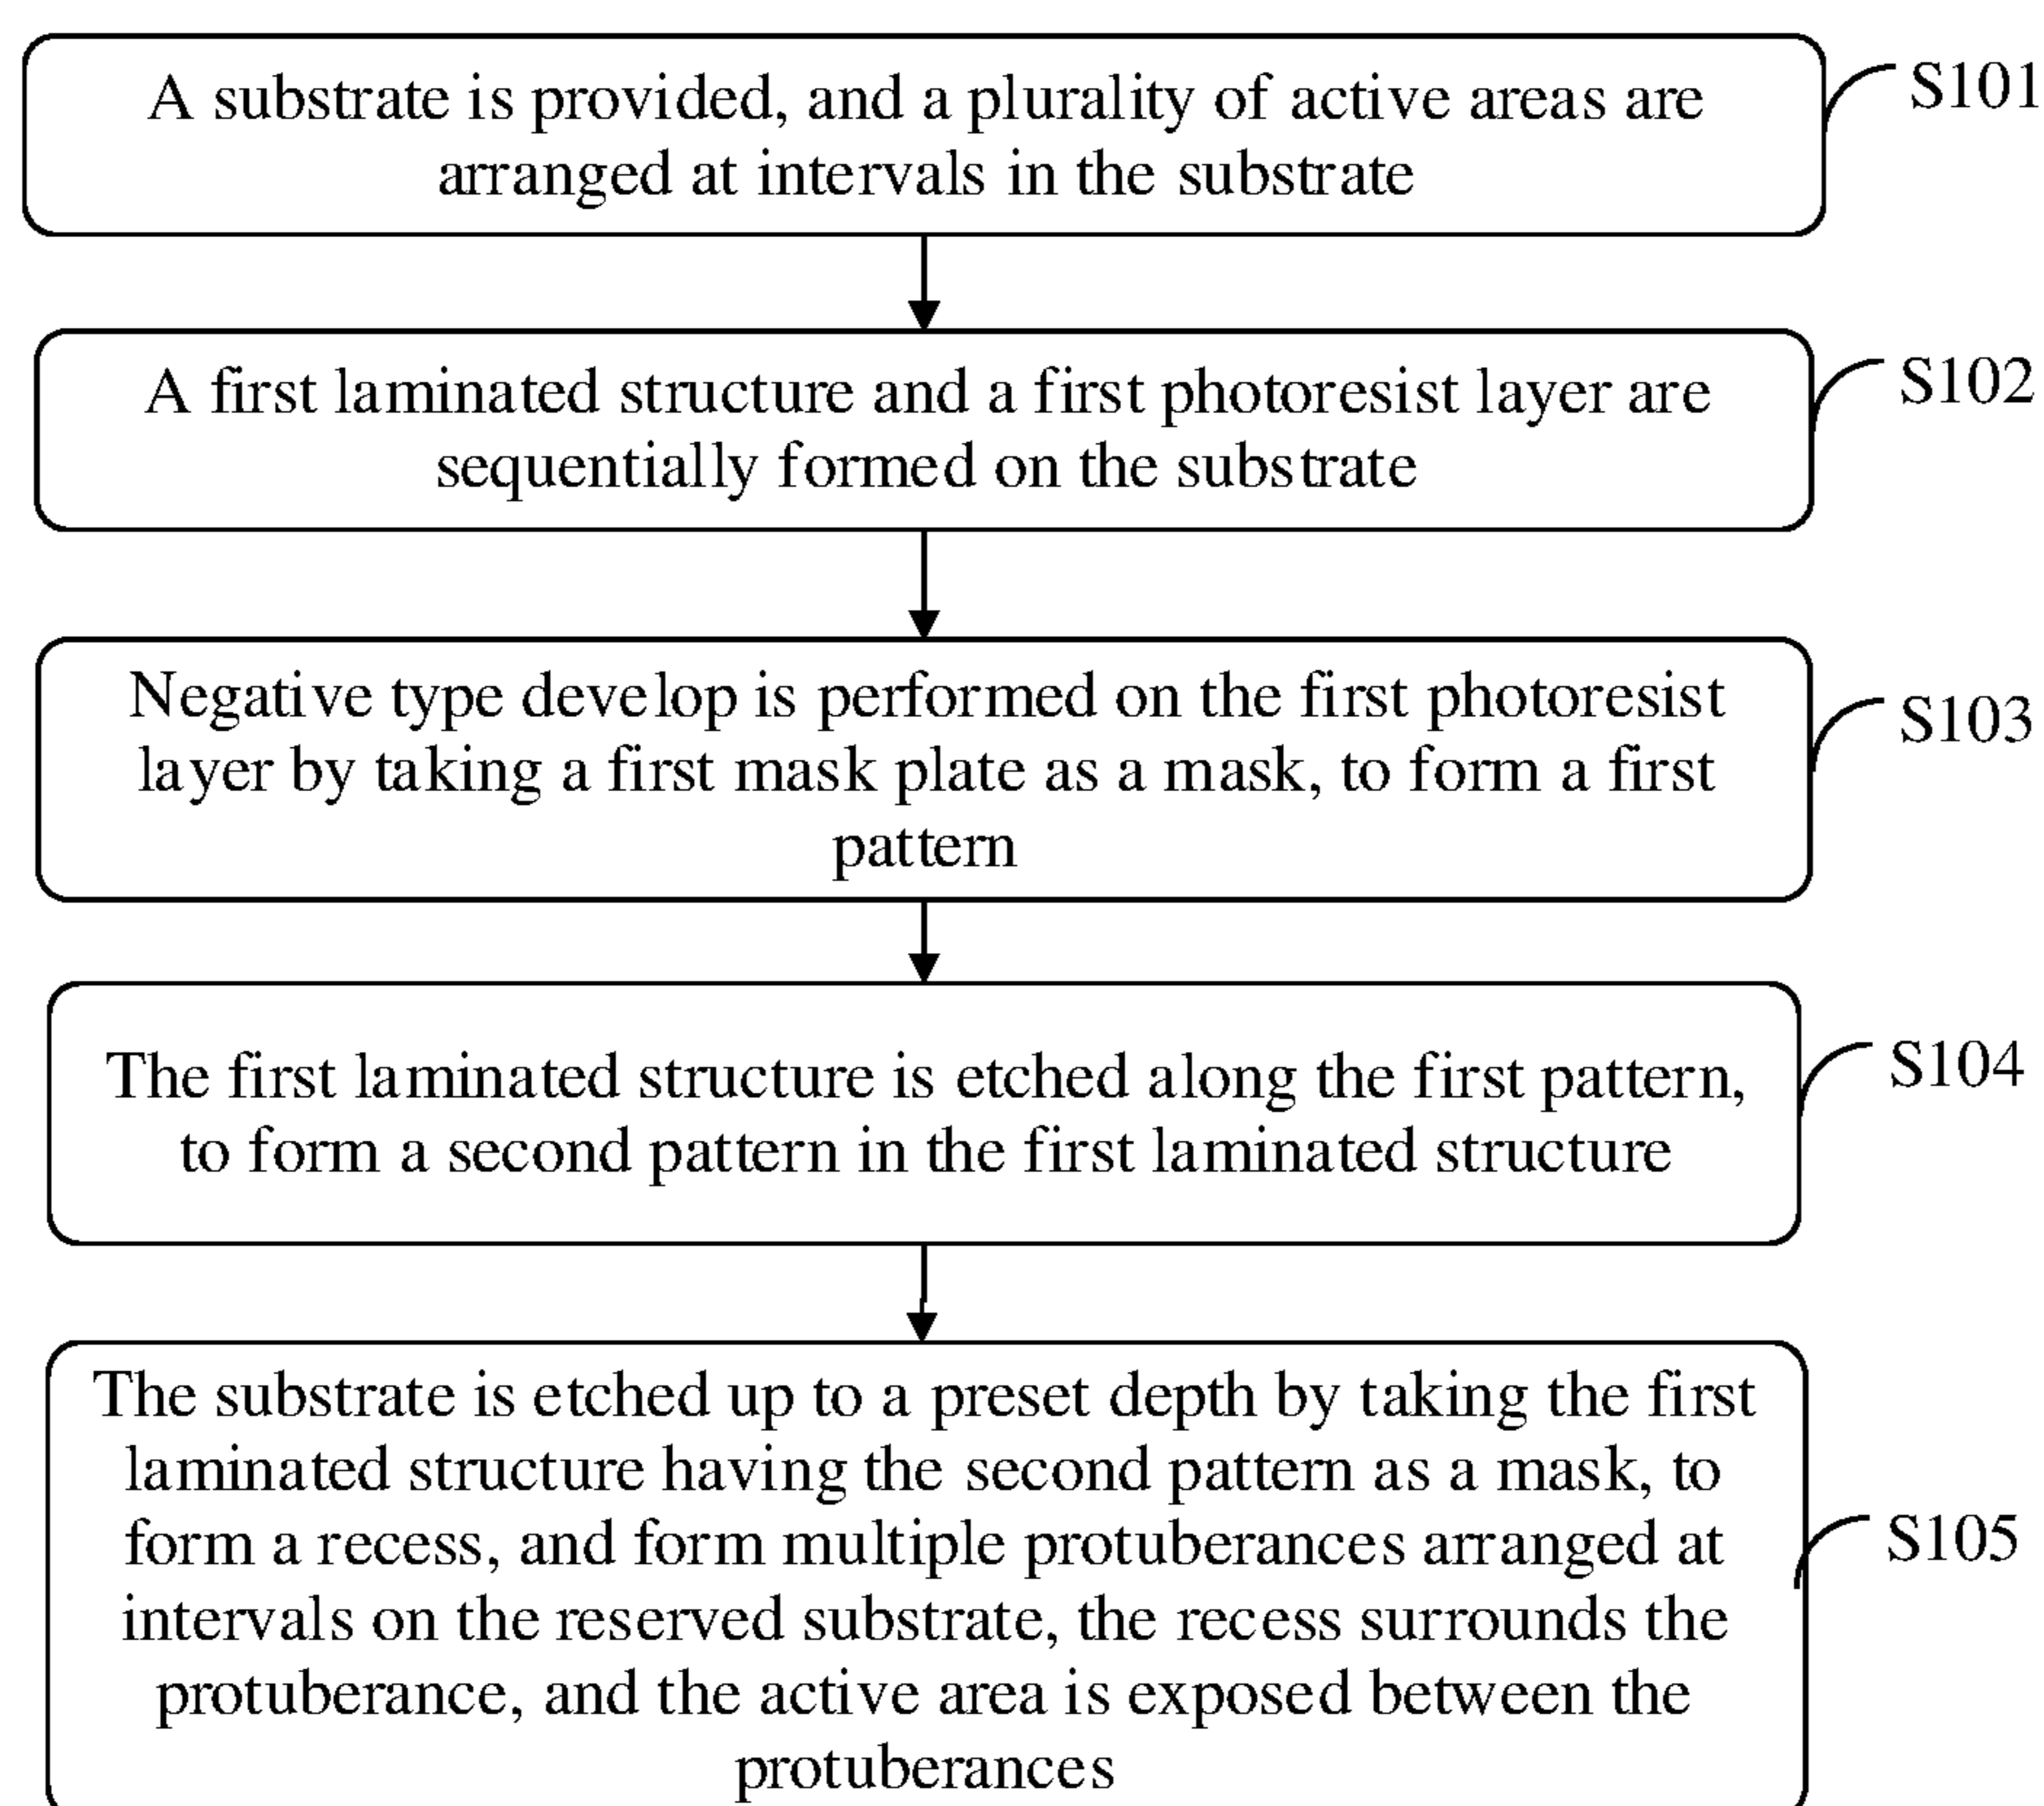 A substrate is provided, and a plurality of active areas are
arranged at intervals in the substrate
S101
A first laminated structure and a first photoresist layer are
sequentially formed on the substrate
S102
Negative type develop is performed on the first photoresist
layer by taking a first mask plate as a mask, to form a first
pattern
S103
The first laminated structure is etched along the first pattern,
to form a second pattern in the first laminated structure
S104
The substrate is etched up to a preset depth by taking the first
laminated structure having the second pattern as a mask, to
form a recess, and form multiple protuberances arranged at
intervals on the reserved substrate, the recess surrounds the
protuberance, and the active area is exposed between the
protuberances
S105